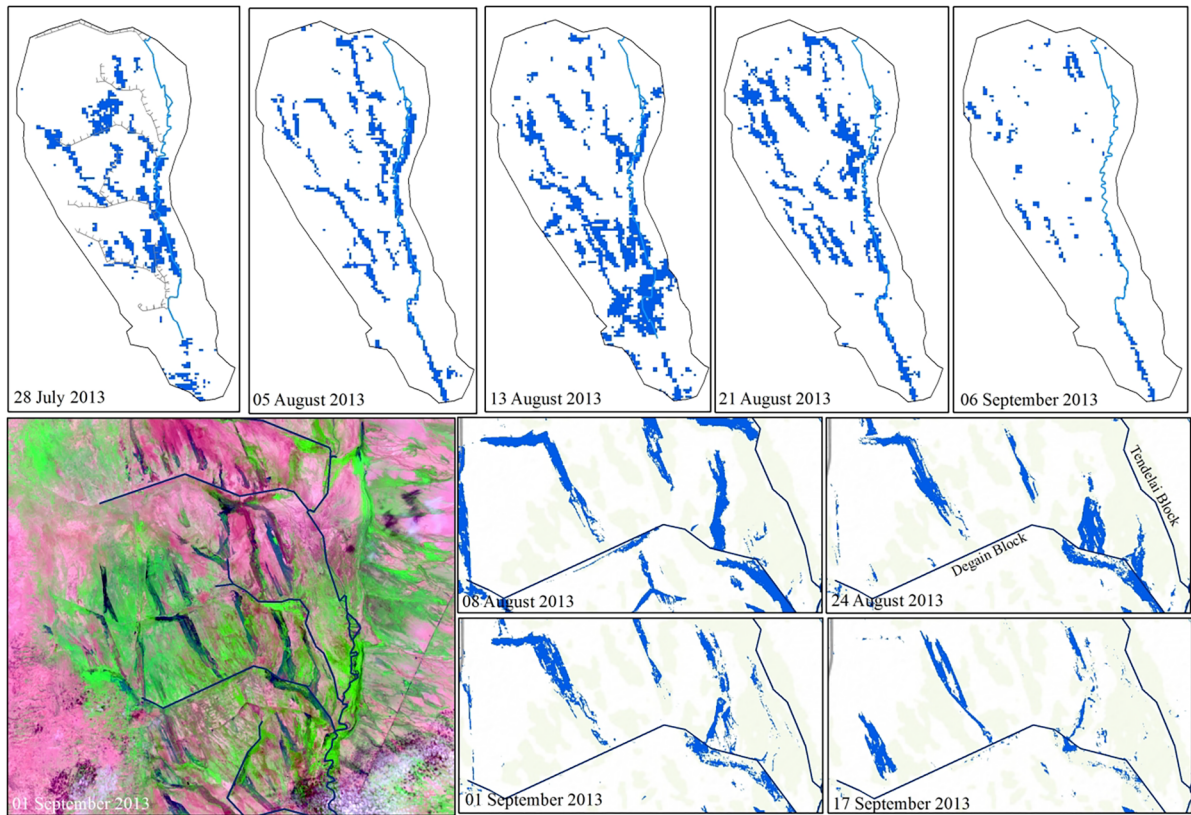 28 July 2013
05 August 2013
13 August 2013
21 August 2013
06 September 2013
01 September 2013
08 August 2013
Tendelai Block
Degain Block
24 August 2013
01 September 2013
17 September 2013